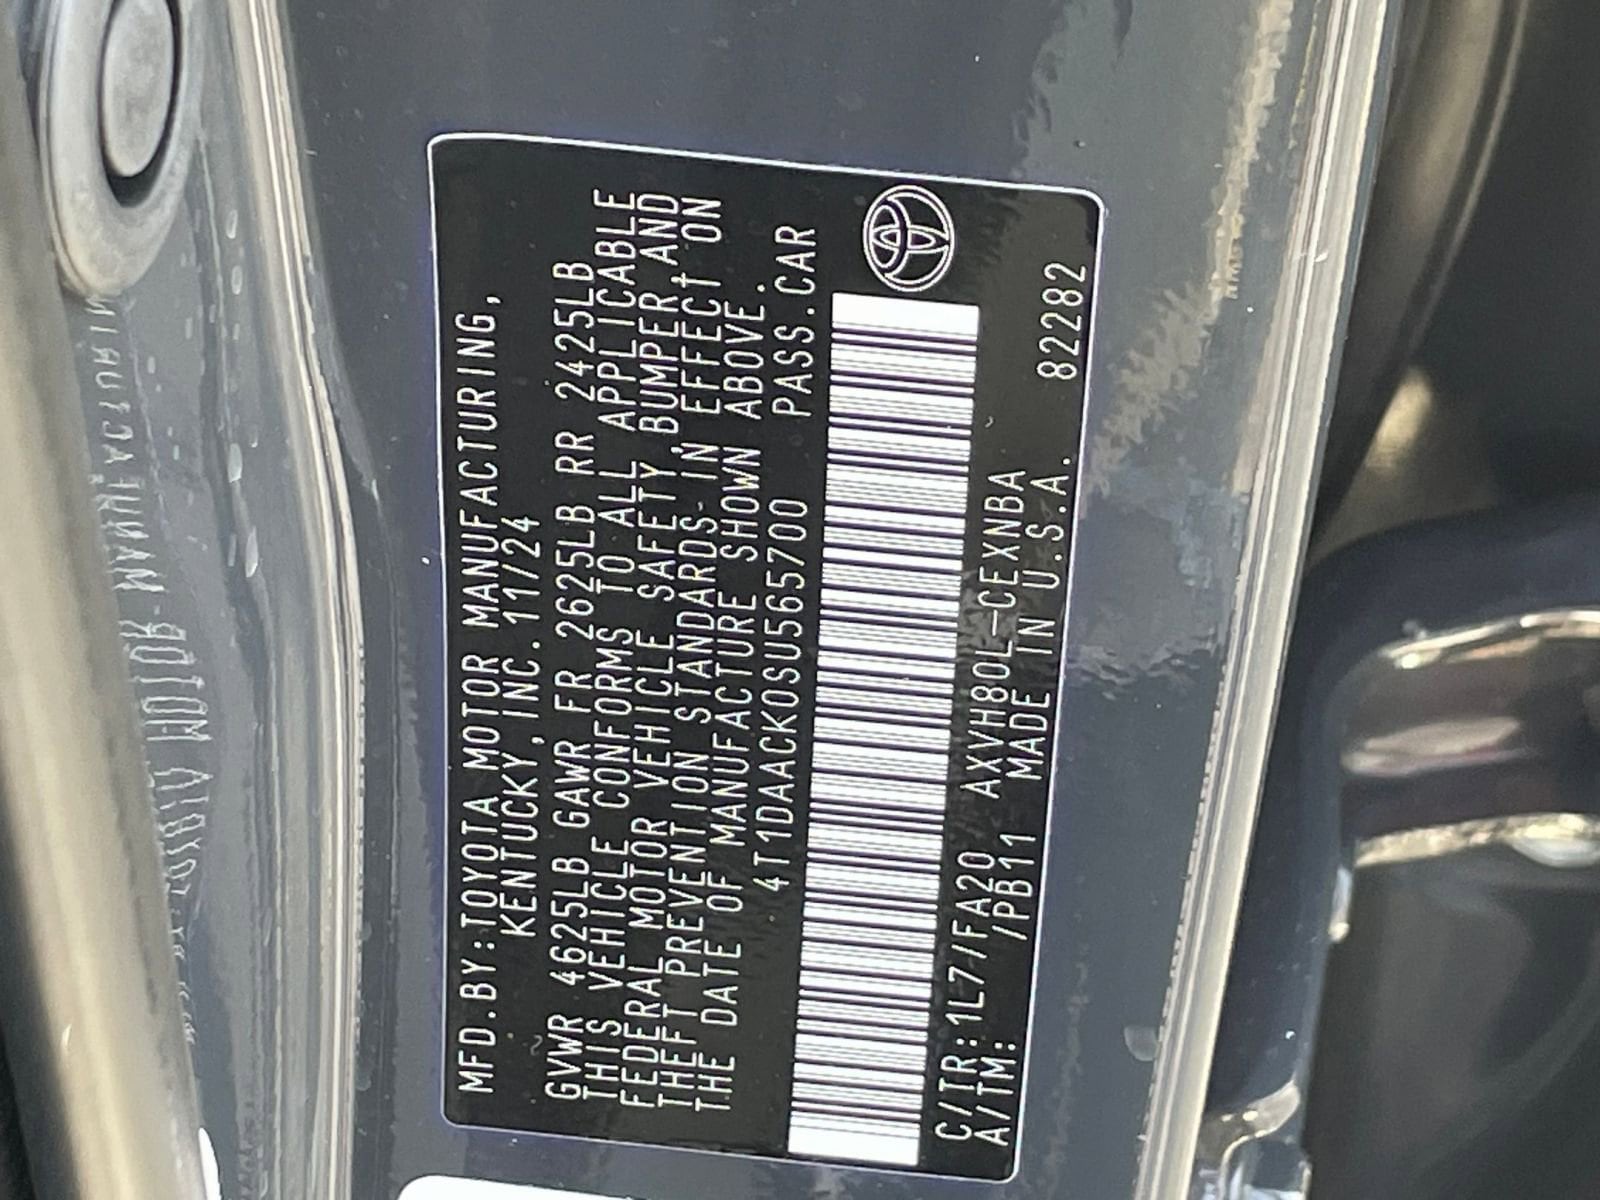 MFD.BY:TOYOTA MOTOR MANUFACTURING,
KENTUCKY,INC.11/24
GVWR 4625LB GAWR FR 2625LB RR 2425LB
THIS VEHICLE CONFORMS TO ALL APPLICABLE
FEDERAL MOTOR VEHICLE SAFETY,BUMPER,AND
THEFT PREVENTION STANDARDS IN EFFECT ON
THE DATE OF MANUFACTURE SHOWN ABOVE.
4T1DAACK0SU565700 PASS.CAR
C/TR:1L7/FA20 AXVH80L-CEXNBA
A/TM: /PB11 MADE IN U.S.A. 82282